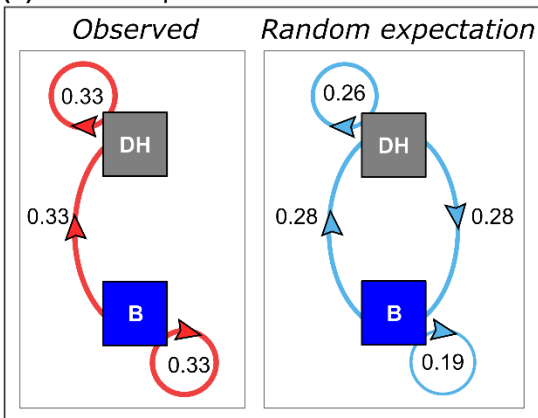 Observed
0.33
DH
0.33
B
0.33
Random expectation
0.26
DH
0.28
0.28
B
0.19